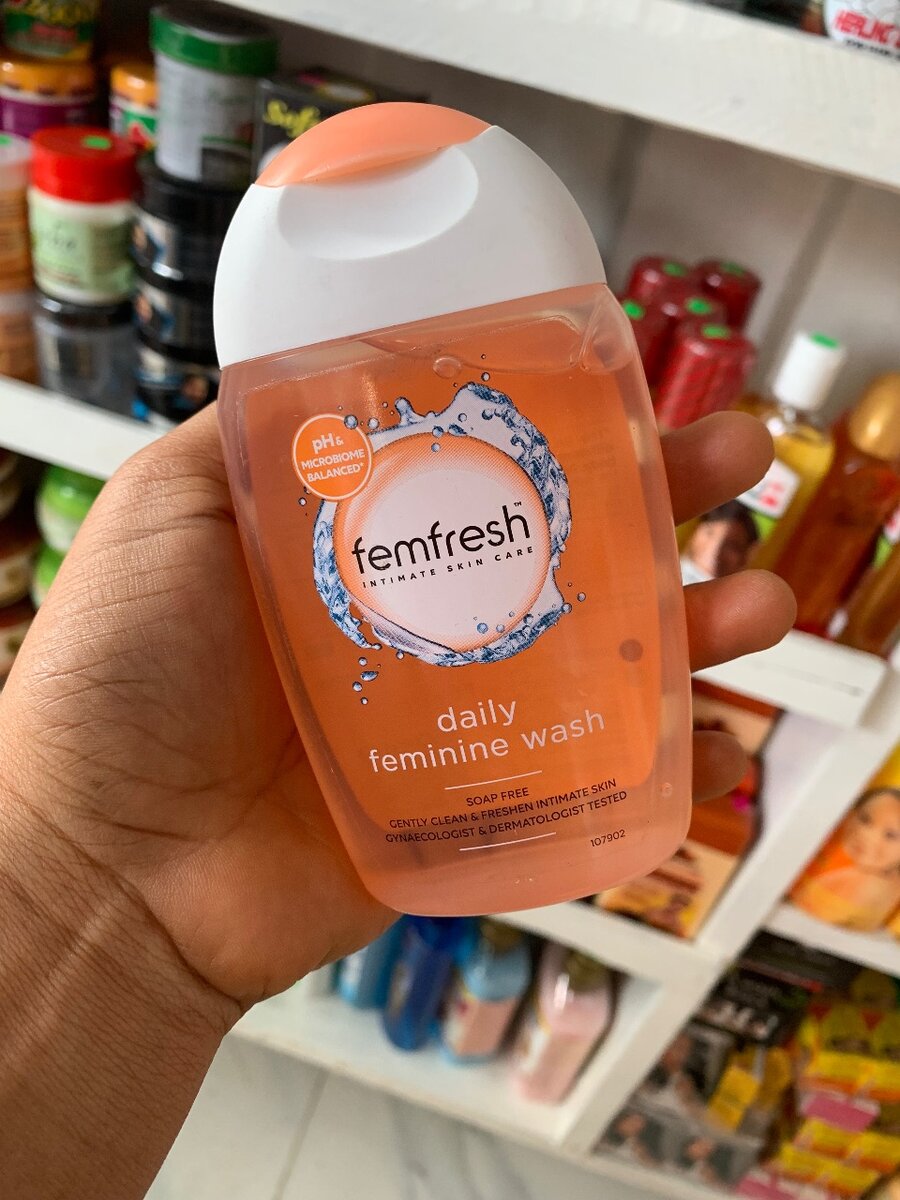 pH &
MICROBIOME
BALANCED*
femfresh™
INTIMATE SKIN CARE
daily
feminine wash
SOAP FREE
GENTLY CLEAN & FRESHEN INTIMATE SKIN
GYNAECOLOGIST & DERMATOLOGIST TESTED
107902